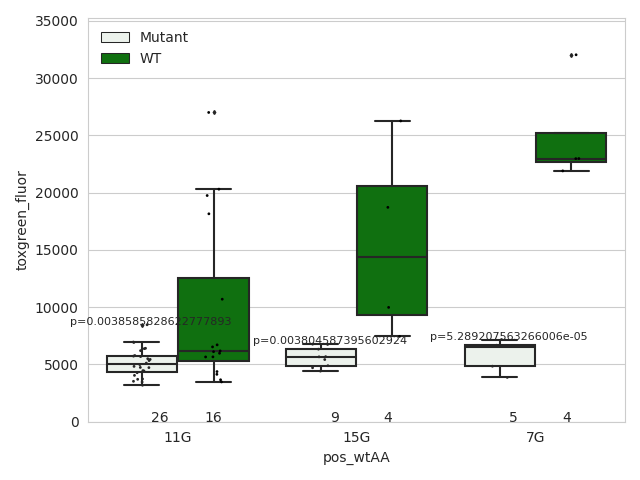 35000
30000
25000
20000
15000
10000
5000
0
toxgreen_fluor
Mutant
WT
p=0.0038585828622777893
p=0.003804587395602924
p=5.289207563266006e-05
26 16 9 4 5 4
11G 15G 7G
pos_wtAA